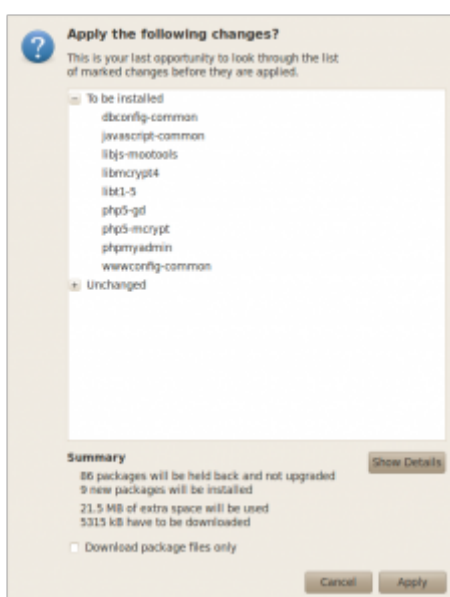 Apply the following changes?
This is your last opportunity to look through the list
of marked changes before they are applied.
To be installed
dbconfig-common
javascript-common
libjs-mootools
libmcrypt4
libt1-5
php5-gd
php5-mcrypt
phpmyadmin
wwwconfig-common
Unchanged
Summary
Show Details
86 packages will be held back and not upgraded
9 new packages will be installed
21.5 MB of extra space will be used
5315 kB have to be downloaded
Download package files only
Cancel Apply